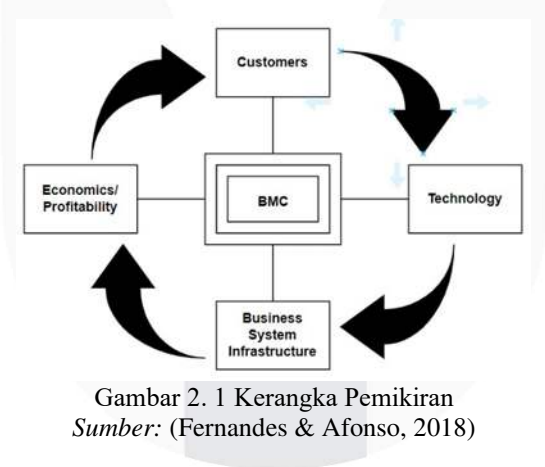 Customers
Economics/
Profitability
BMC
Technology
Business
System
Infrastructure
Gambar 2. 1 Kerangka Pemikiran
Sumber: (Fernandes & Afonso, 2018)